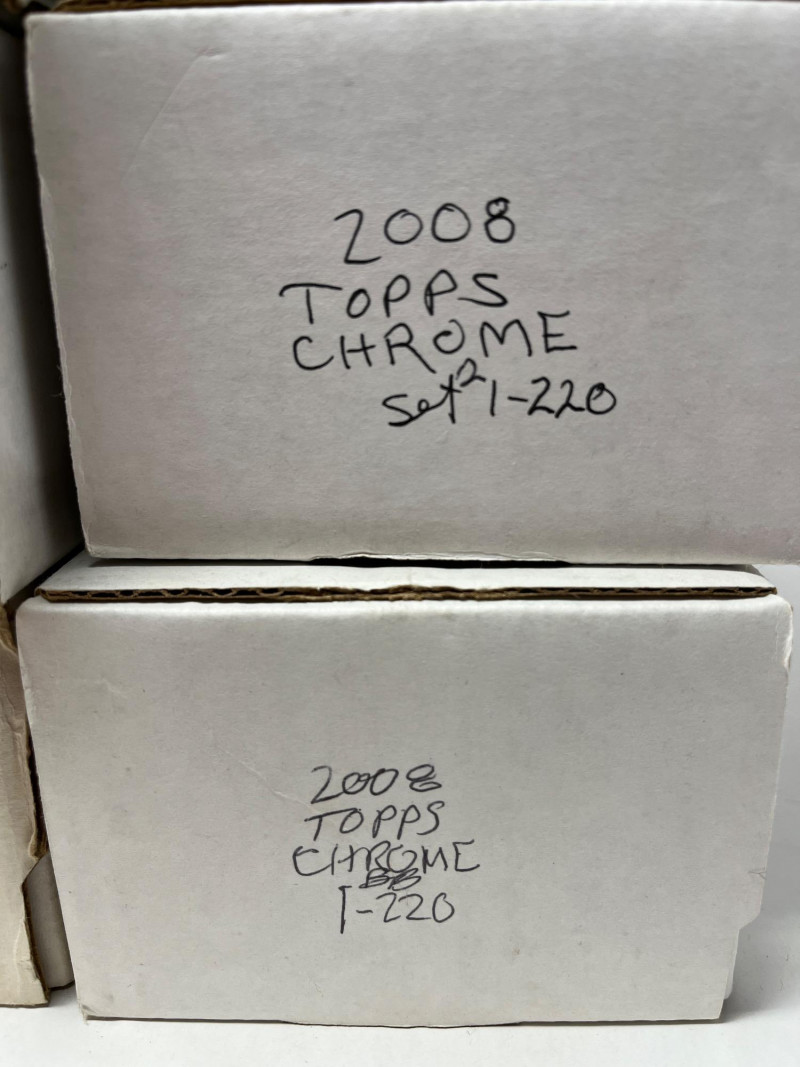 2008
TOPPS
CHROME
Set 2 1-220
2008
TOPPS
CHROME
BB
1-220